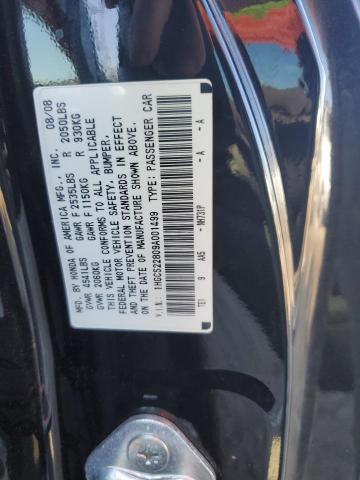 MFD. BY HONDA OF AMERICA MFG., INC. 08/08
GVWR 4541LBS GAWR F 2535LBS R 2050LBS
GVWR 2060KG GAWR F 1150KG R 930KG
THIS VEHICLE CONFORMS TO ALL APPLICABLE
FEDERAL MOTOR VEHICLE SAFETY, BUMPER,
AND THEFT PREVENTION STANDARDS IN EFFECT
ON THE DATE OF MANUFACTURE SHOWN ABOVE.
V.I.N.: 1HGCS22809A001499 TYPE: PASSENGER CAR
TE1 9 AA5 - NH731P - A - A